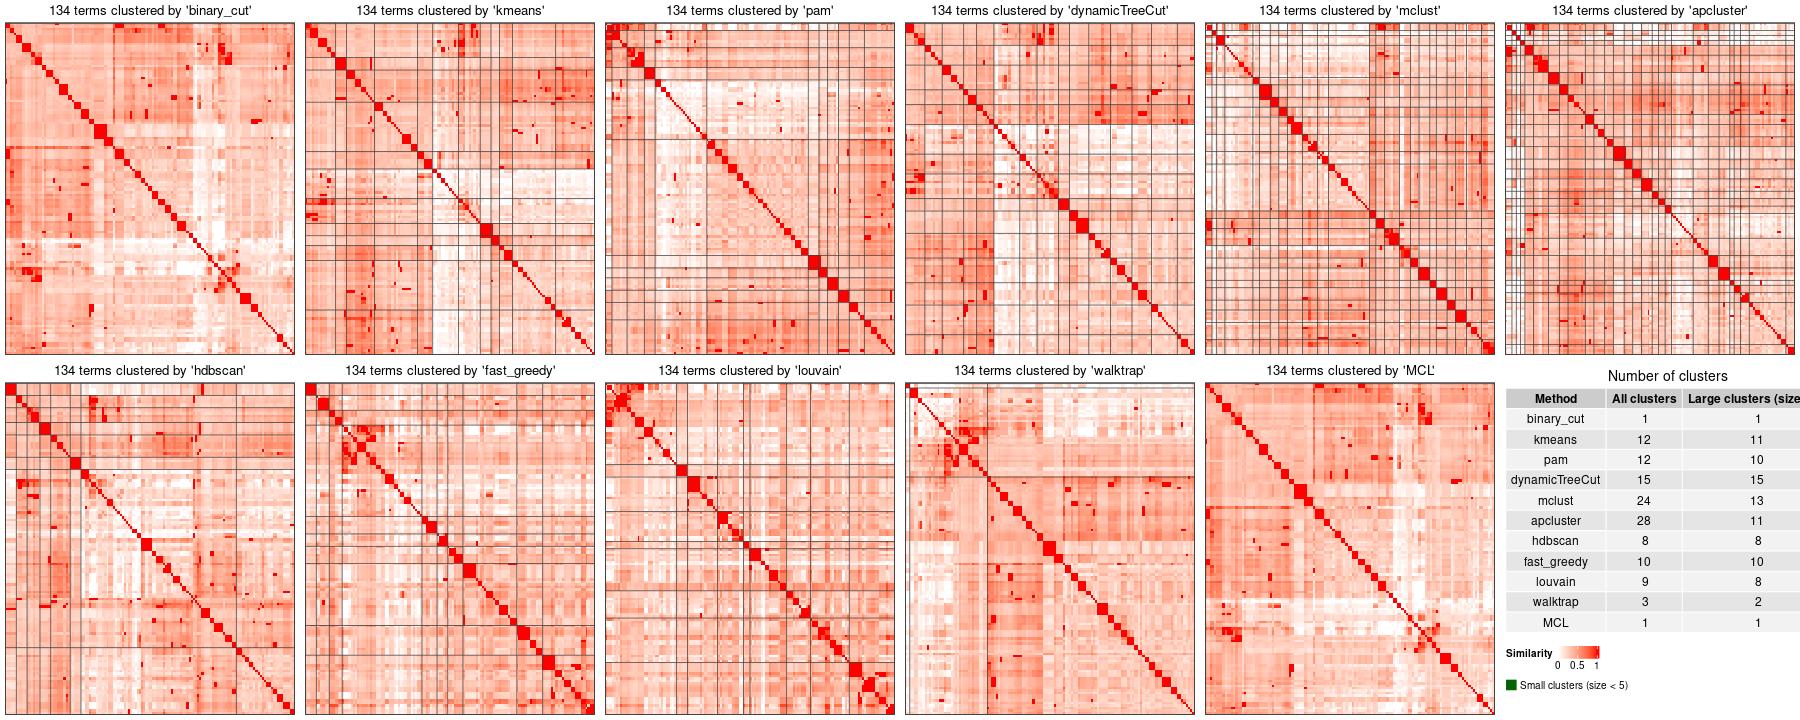 134 terms clustered by 'binary_cut'
134 terms clustered by 'kmeans'
134 terms clustered by 'pam'
134 terms clustered by 'dynamicTreeCut'
134 terms clustered by 'mclust'
134 terms clustered by 'apcluster'
134 terms clustered by 'hdbscan'
134 terms clustered by 'fast_greedy'
134 terms clustered by 'louvain'
134 terms clustered by 'walktrap'
134 terms clustered by 'MCL'
Number of clusters
Method All clusters Large clusters (size
binary_cut 1 1
kmeans 12 11
pam 12 10
dynamicTreeCut 15 15
mclust 24 13
apcluster 28 11
hdbscan 8 8
fast_greedy 10 10
louvain 9 8
walktrap 3 2
MCL 1 1
Similarity
0 0.5 1
Small clusters (size < 5)